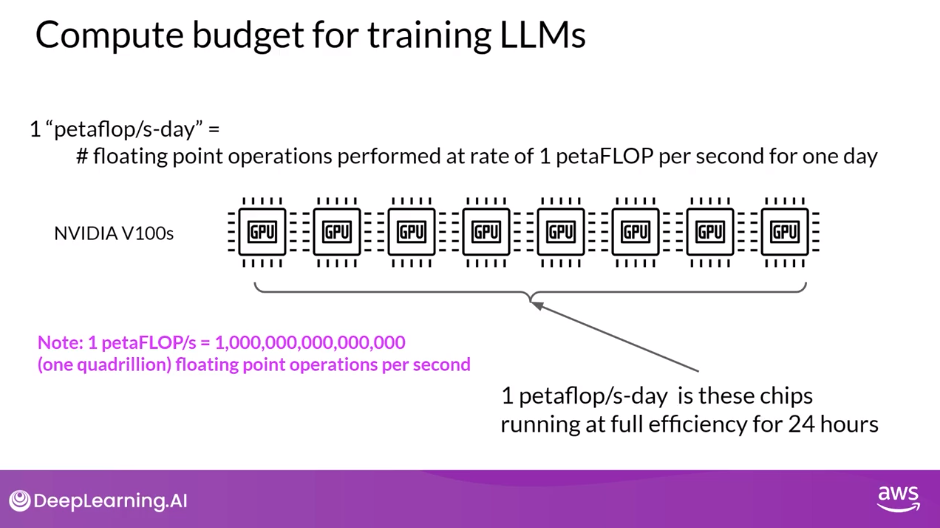 Compute budget for training LLMs
1 “petaflop/s-day” =
# floating point operations performed at rate of 1 petaFLOP per second for one day
NVIDIA V100s
GPU GPU GPU GPU GPU GPU GPU GPU
Note: 1 petaFLOP/s = 1,000,000,000,000,000
(one quadrillion) floating point operations per second
1 petaflop/s-day is these chips
running at full efficiency for 24 hours
DeepLearning.AI
aws